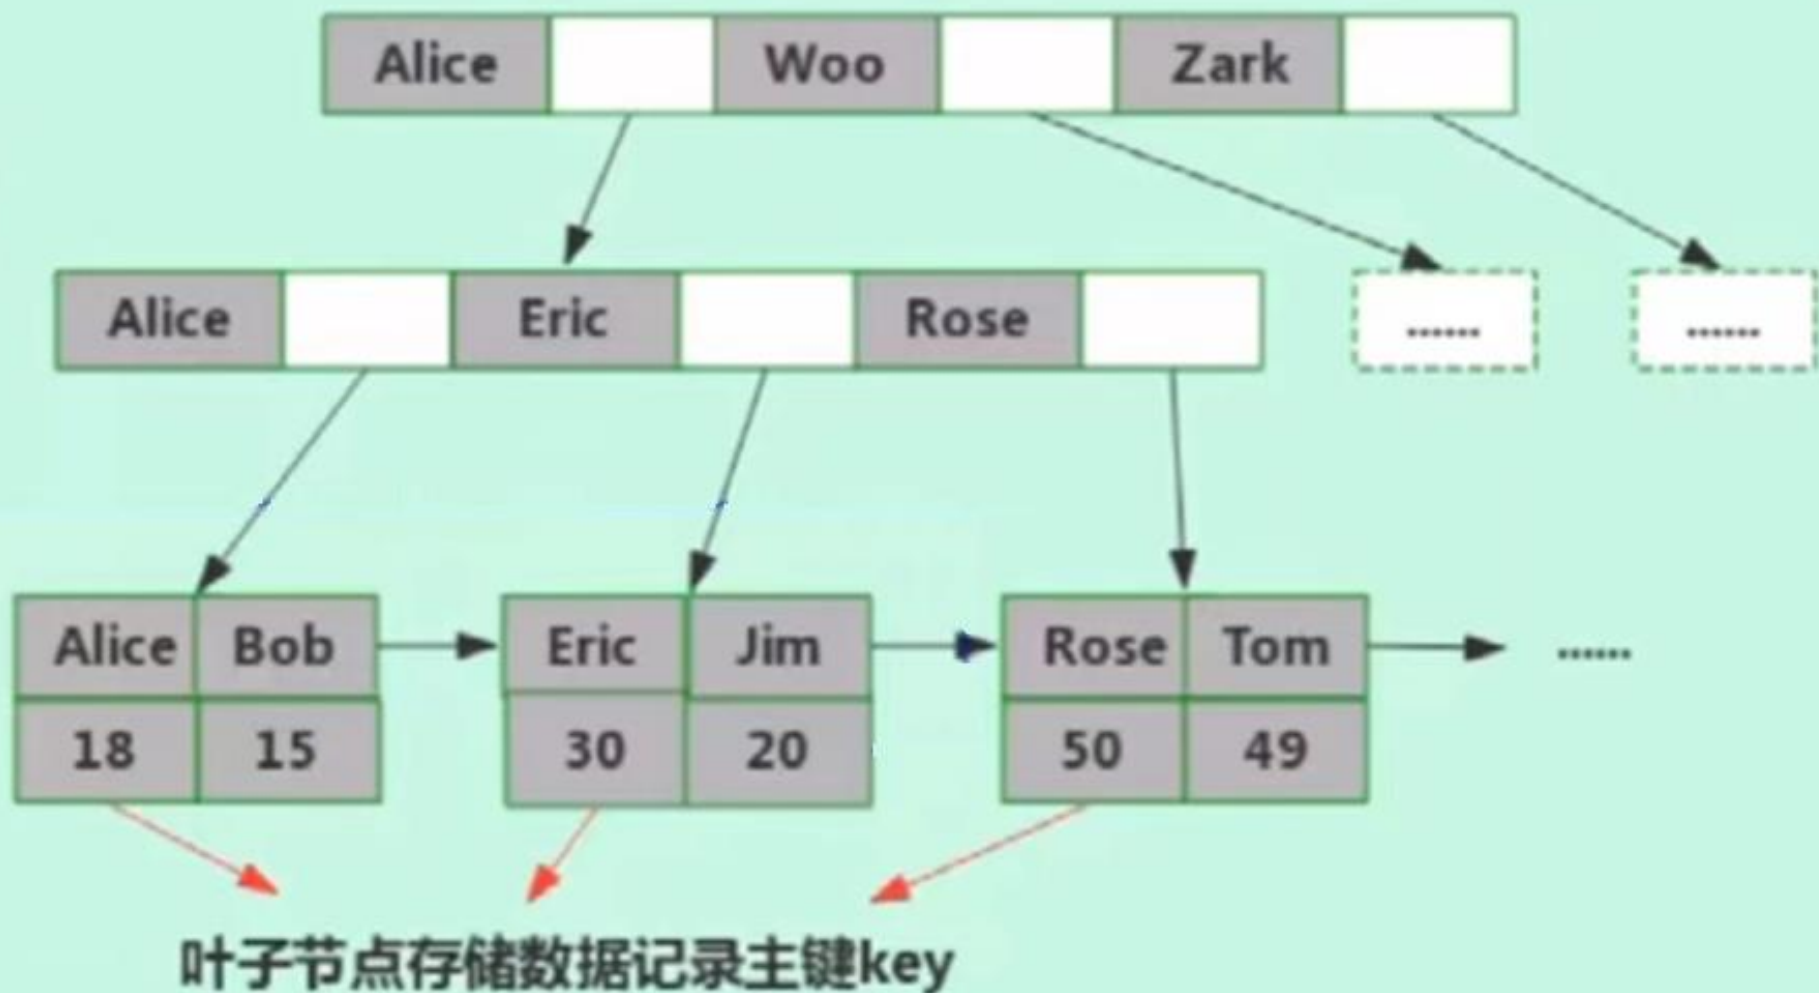 Alice Woo Zark
Alice Eric Rose ...... ......
Alice Bob Eric Jim Rose Tom ......
18 15 30 20 50 49
叶子节点存储数据记录主键key